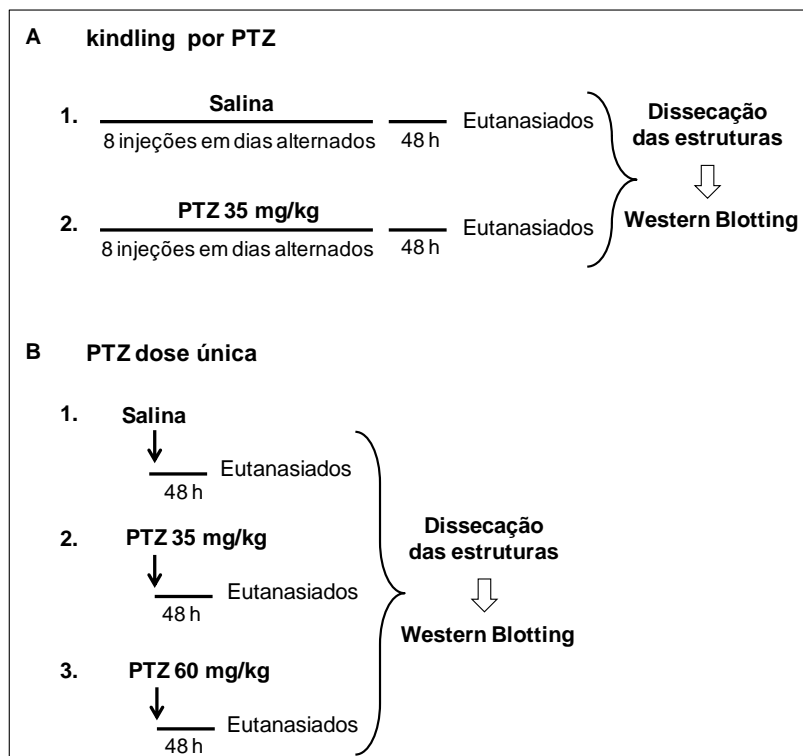 A kindling por PTZ
1. Salina
8 injeções em dias alternados 48 h Eutanasiados
2. PTZ 35 mg/kg
8 injeções em dias alternados 48 h Eutanasiados
Dissecação
das estruturas
Western Blotting
B PTZ dose única
1. Salina
Eutanasiados
48 h
2. PTZ 35 mg/kg
Eutanasiados
48 h
3. PTZ 60 mg/kg
Eutanasiados
48 h
Dissecação
das estruturas
Western Blotting